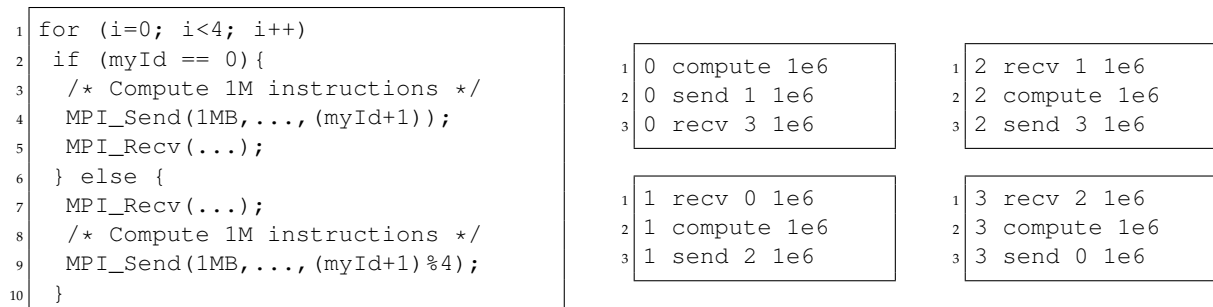 1 for (i=0; i<4; i++)
2 if (myId == 0){
3 /* Compute 1M instructions */
4 MPI_Send(1MB,...,(myId+1));
5 MPI_Recv(...);
6 } else {
7 MPI_Recv(...);
8 /* Compute 1M instructions */
9 MPI_Send(1MB,...,(myId+1)%4);
10 }
1 0 compute 1e6
2 0 send 1 1e6
3 0 recv 3 1e6
1 2 recv 1 1e6
2 2 compute 1e6
3 2 send 3 1e6
1 1 recv 0 1e6
2 1 compute 1e6
3 1 send 2 1e6
1 3 recv 2 1e6
2 3 compute 1e6
3 3 send 0 1e6